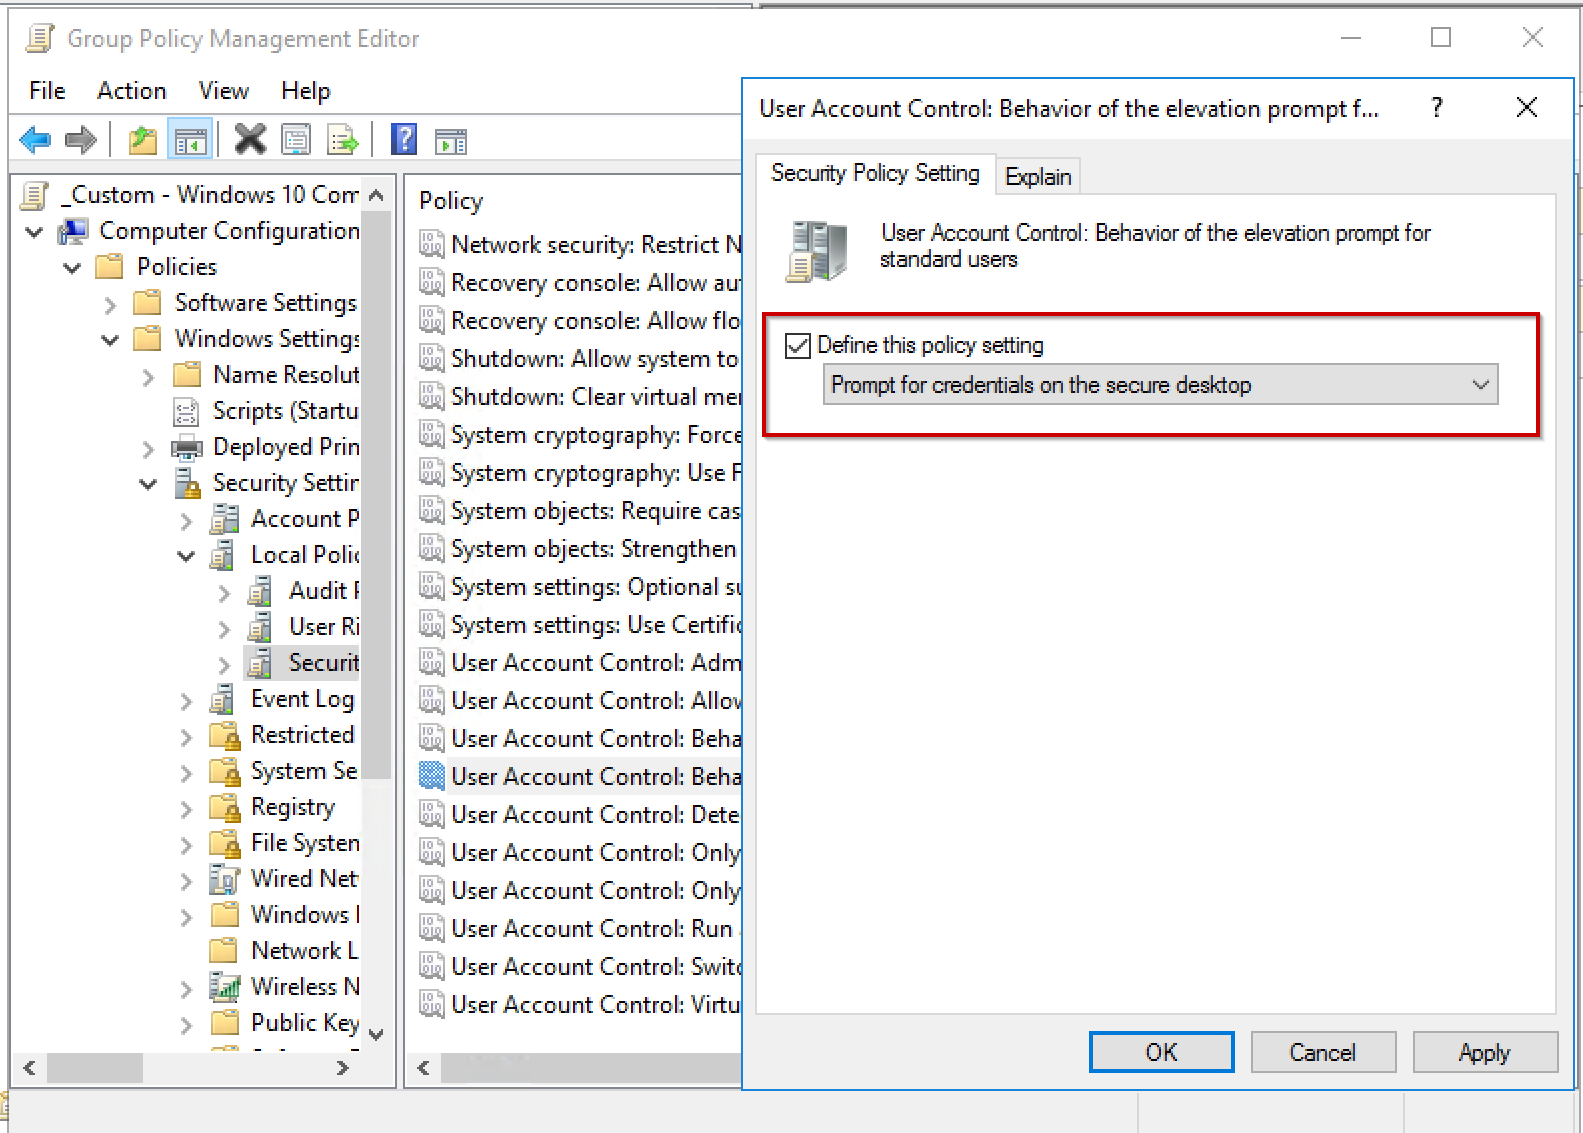 Group Policy Management Editor
File Action View Help
_Custom - Windows 10 Com
Computer Configuration
Policies
Software Settings
Windows Settings
Name Resolut
Scripts (Startu
Deployed Prin
Security Settin
Account P
Local Polic
Audit P
User Ri
Securit
Event Log
Restricted
System Se
Registry
File System
Wired Net
Windows
Network L
Wireless N
Public Key
Policy
Network security: Restrict N
Recovery console: Allow au
Recovery console: Allow flo
Shutdown: Allow system to
Shutdown: Clear virtual mem
System cryptography: Force
System cryptography: Use F
System objects: Require cas
System objects: Strengthen
System settings: Optional su
System settings: Use Certific
User Account Control: Adm
User Account Control: Allow
User Account Control: Beha
User Account Control: Beha
User Account Control: Dete
User Account Control: Only
User Account Control: Only
User Account Control: Run
User Account Control: Switc
User Account Control: Virtu
User Account Control: Behavior of the elevation prompt f... ?
Security Policy Setting
Explain
User Account Control: Behavior of the elevation prompt for
standard users
Define this policy setting
Prompt for credentials on the secure desktop
OK Cancel Apply